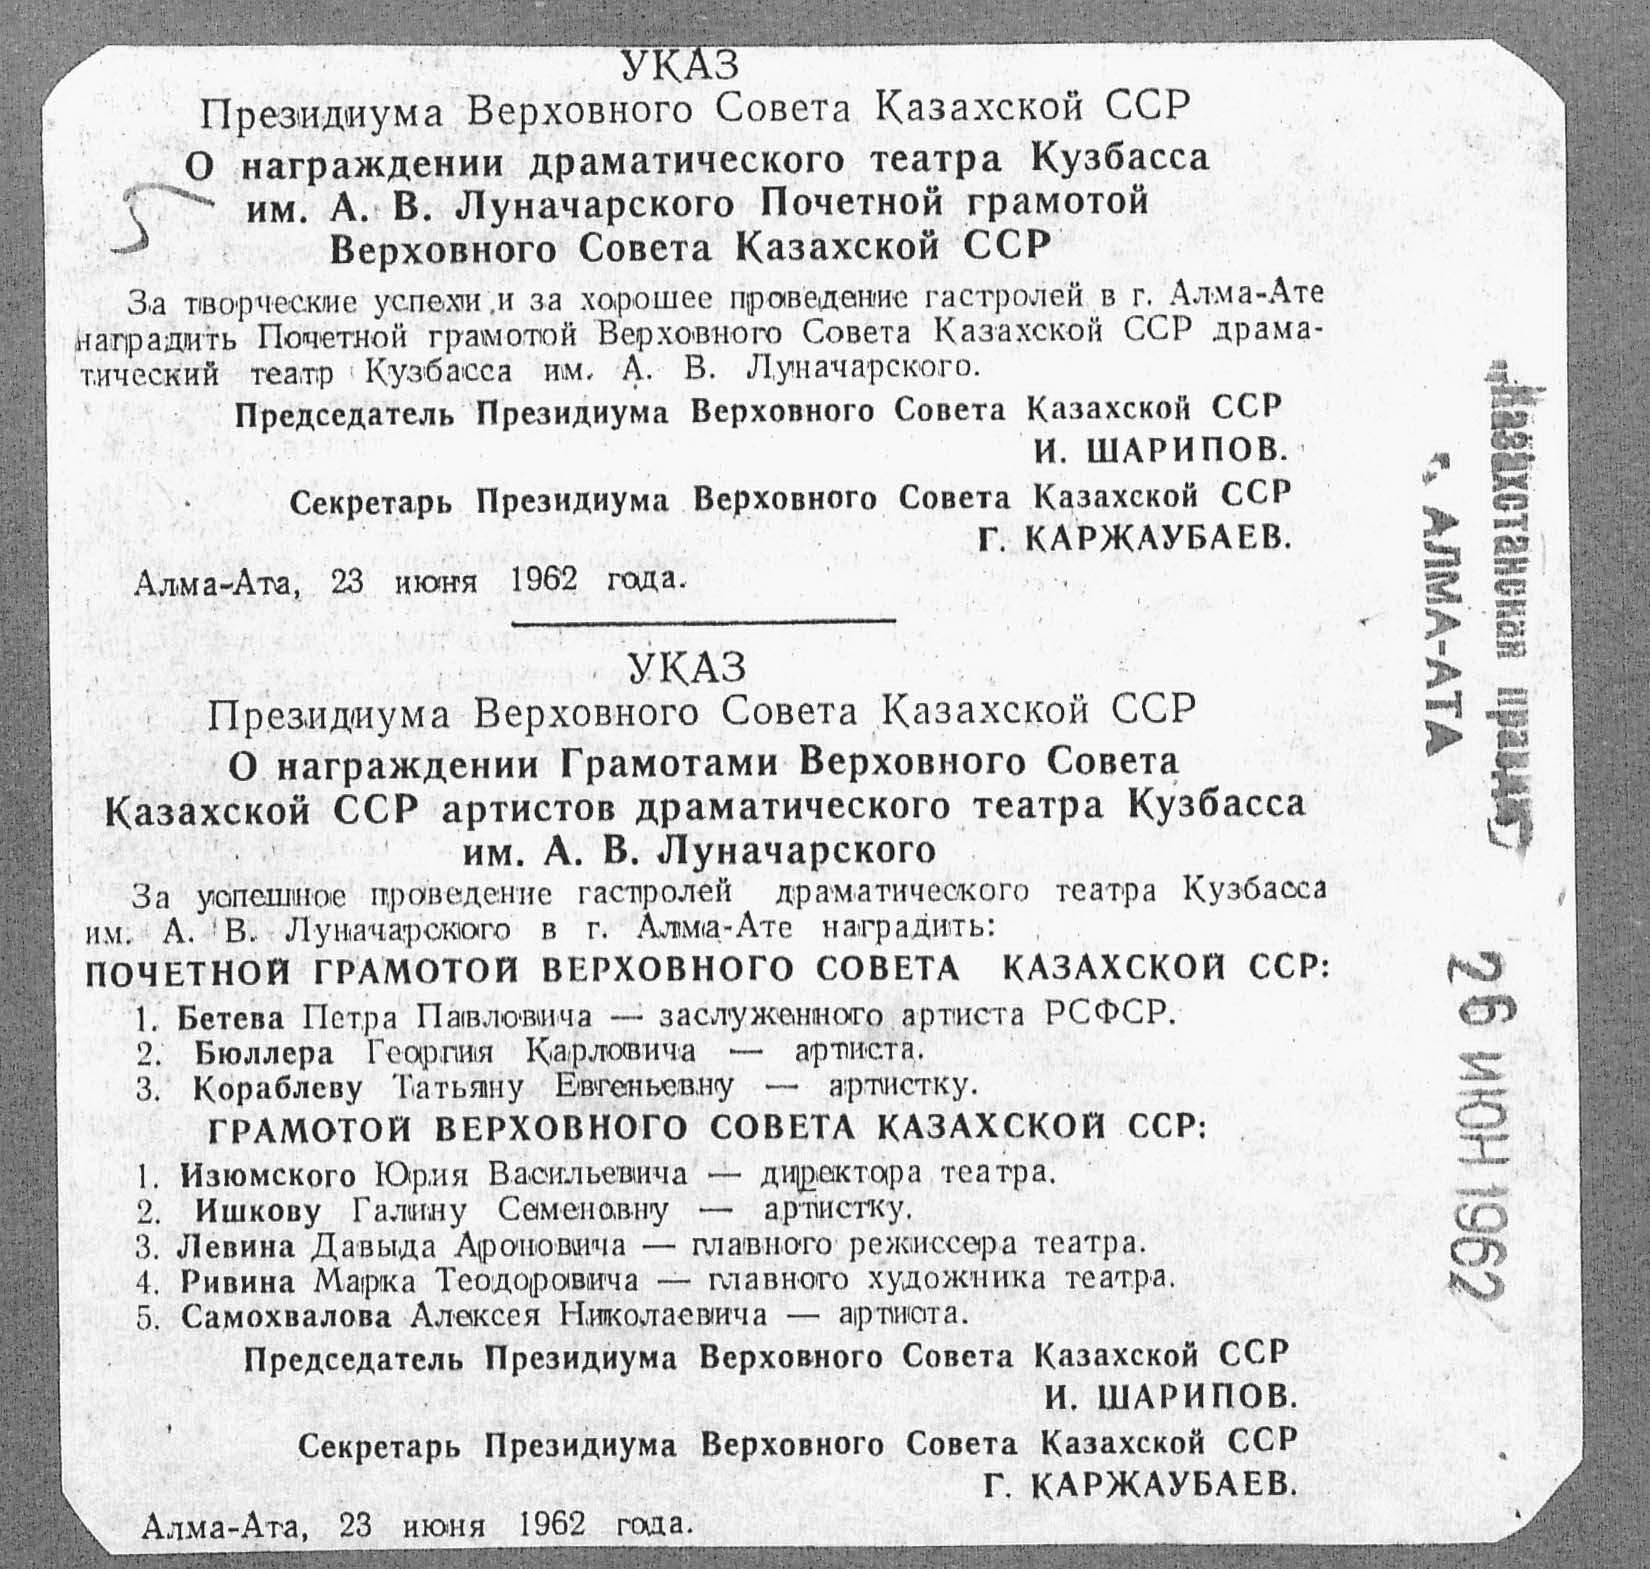 УКАЗ
Президиума Верховного Совета Казахской ССР
О награждении драматического театра Кузбасса
им. А. В. Луначарского Почетной грамотой
Верховного Совета Казахской ССР
За творческие успехи и за хорошее проведение гастролей в г. Алма-Ате
наградить Почетной грамотой Верховного Совета Казахской ССР драма-
тический театр Кузбасса им. А. В. Луначарского.
Председатель Президиума Верховного Совета Казахской ССР
И. ШАРИПОВ.
Секретарь Президиума Верховного Совета Казахской ССР
Г. КАРЖАУБАЕВ.
Алма-Ата, 23 июня 1962 года.
УКАЗ
Президиума Верховного Совета Казахской ССР
О награждении Грамотами Верховного Совета
Казахской ССР артистов драматического театра Кузбасса
им. А. В. Луначарского
За успешное проведение гастролей драматического театра Кузбасса
им. А. В. Луначарского в г. Алма-Ате наградить:
ПОЧЕТНОЙ ГРАМОТОЙ ВЕРХОВНОГО СОВЕТА КАЗАХСКОЙ ССР:
1. Бетева Петра Павловича — заслуженного артиста РСФСР.
2. Бюллера Георгия Карловича — артиста.
3. Кораблеву Татьяну Евгеньевну — артистку.
ГРАМОТОЙ ВЕРХОВНОГО СОВЕТА КАЗАХСКОЙ ССР:
1. Изюмского Юрия Васильевича — директора театра.
2. Ишкову Галину Семеновну — артистку.
3. Левина Давыда Ароновича — главного режиссера театра.
4. Ривина Марка Теодоровича — главного художника театра.
5. Самохвалова Алексея Николаевича — артиста.
Председатель Президиума Верховного Совета Казахской ССР
И. ШАРИПОВ.
Секретарь Президиума Верховного Совета Казахской ССР
Г. КАРЖАУБАЕВ.
Алма-Ата, 23 июня 1962 года.
„Казахстанская правда"
г. АЛМА-АТА
26 ИЮН 1962